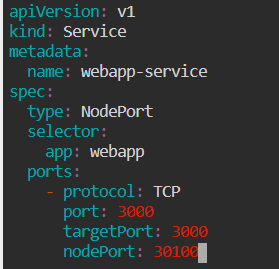 apiVersion: v1
kind: Service
metadata:
  name: webapp-service
spec:
  type: NodePort
  selector:
    app: webapp
  ports:
    - protocol: TCP
      port: 3000
      targetPort: 3000
      nodePort: 30100